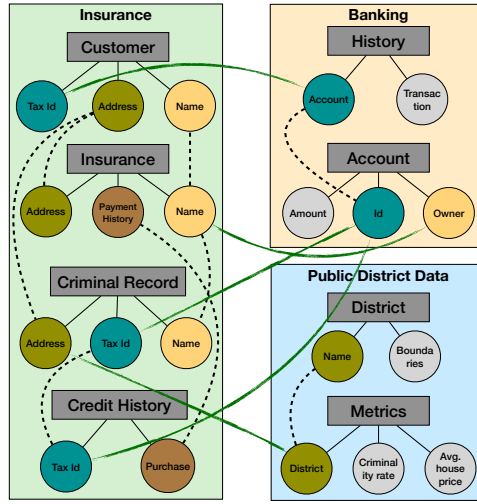 Insurance
Customer
Tax Id
Address
Name
Insurance
Address
Payment
History
Name
Criminal Record
Address
Tax Id
Name
Credit History
Tax Id
Purchase
Banking
History
Account
Transac
tion
Account
Amount
Id
Owner
Public District Data
District
Name
Bounda
ries
Metrics
District
Criminal
ity rate
Avg.
house
price